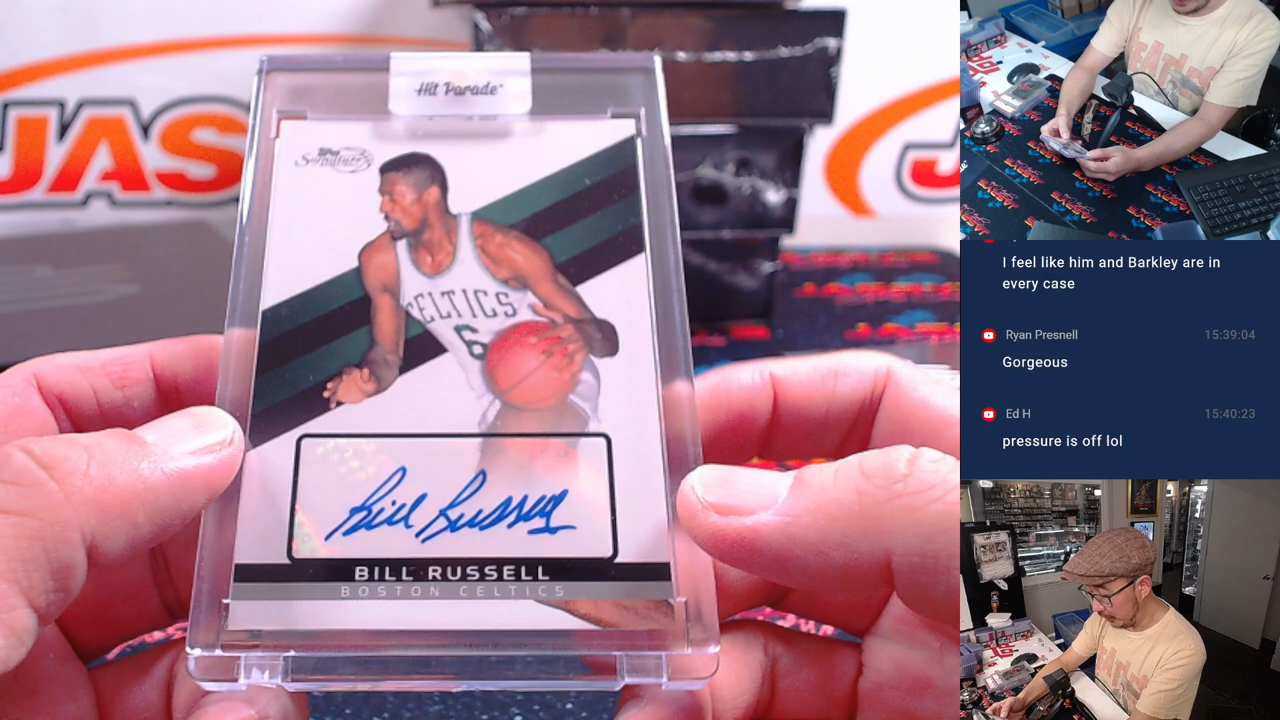 JAS
Hit Parade
Topps
Signatures
CELTICS
6
Bill Russell
BILL RUSSELL
BOSTON CELTICS
I feel like him and Barkley are in
every case
Ryan Presnell
15:39:04
Gorgeous
Ed H
15:40:23
pressure is off lol